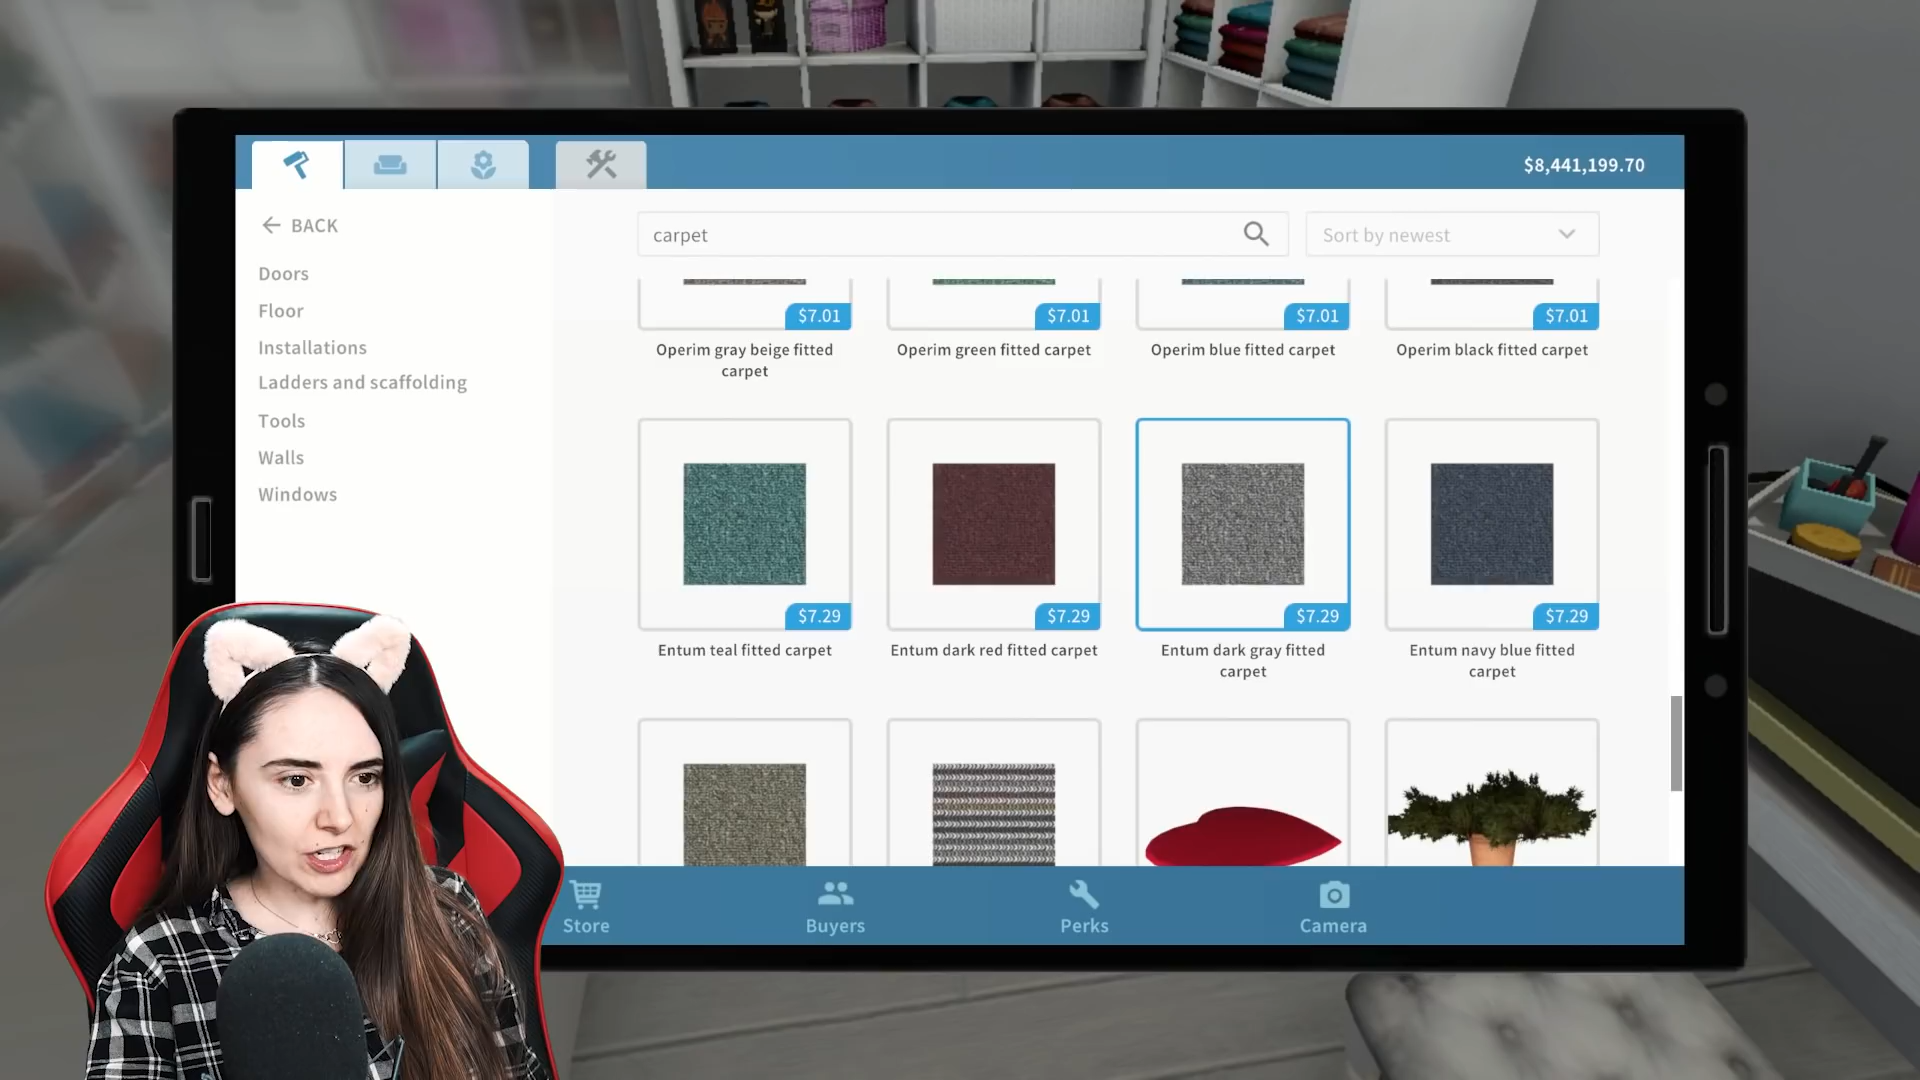 $8,441,199.70
BACK
Doors
Floor
Installations
Ladders and scaffolding
Tools
Walls
Windows
carpet
Sort by newest
$7.01
$7.01
$7.01
$7.01
Operim gray beige fitted
carpet
Operim green fitted carpet
Operim blue fitted carpet
Operim black fitted carpet
$7.29
$7.29
$7.29
$7.29
Entum teal fitted carpet
Entum dark red fitted carpet
Entum dark gray fitted
carpet
Entum navy blue fitted
carpet
Store
Buyers
Perks
Camera